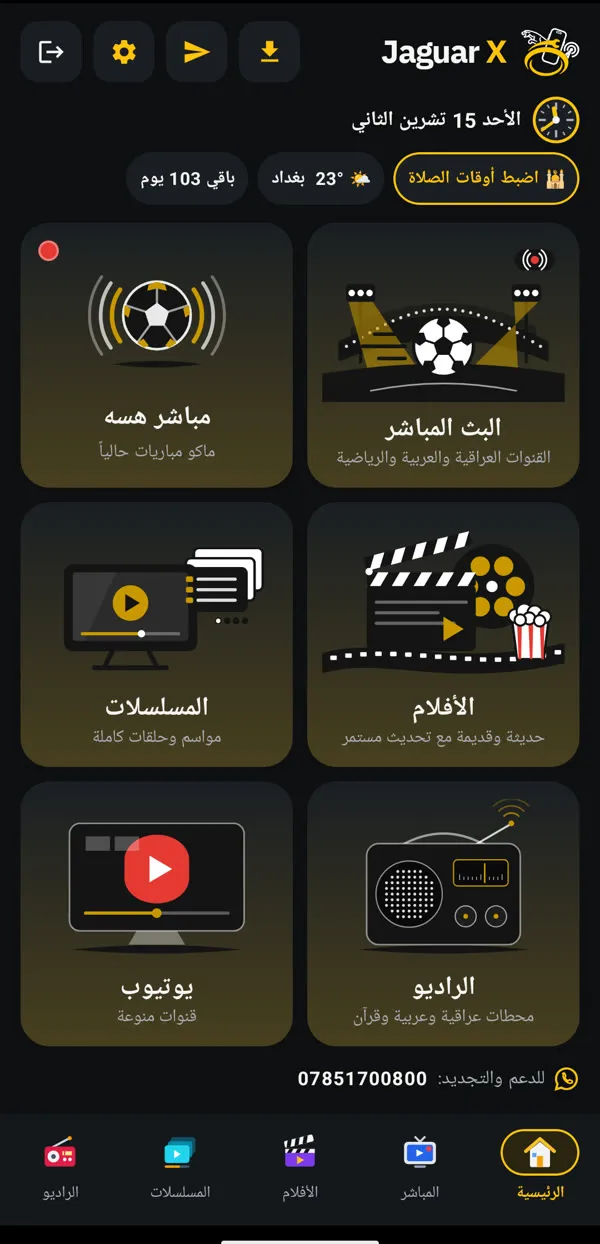 Jaguar X
الأحد 15 تشرين الثاني
اضبط أوقات الصلاة
23° بغداد
باقي 103 يوم
البث المباشر
القنوات العراقية والعربية والرياضية
مباشر هسه
ماكو مباريات حالياً
الأفلام
حديثة وقديمة مع تحديث مستمر
المسلسلات
مواسم وحلقات كاملة
الراديو
محطات عراقية وعربية وقرآن
يوتيوب
قنوات منوعة
للدعم والتجديد: 07851700800
الرئيسية
المباشر
الأفلام
المسلسلات
الراديو